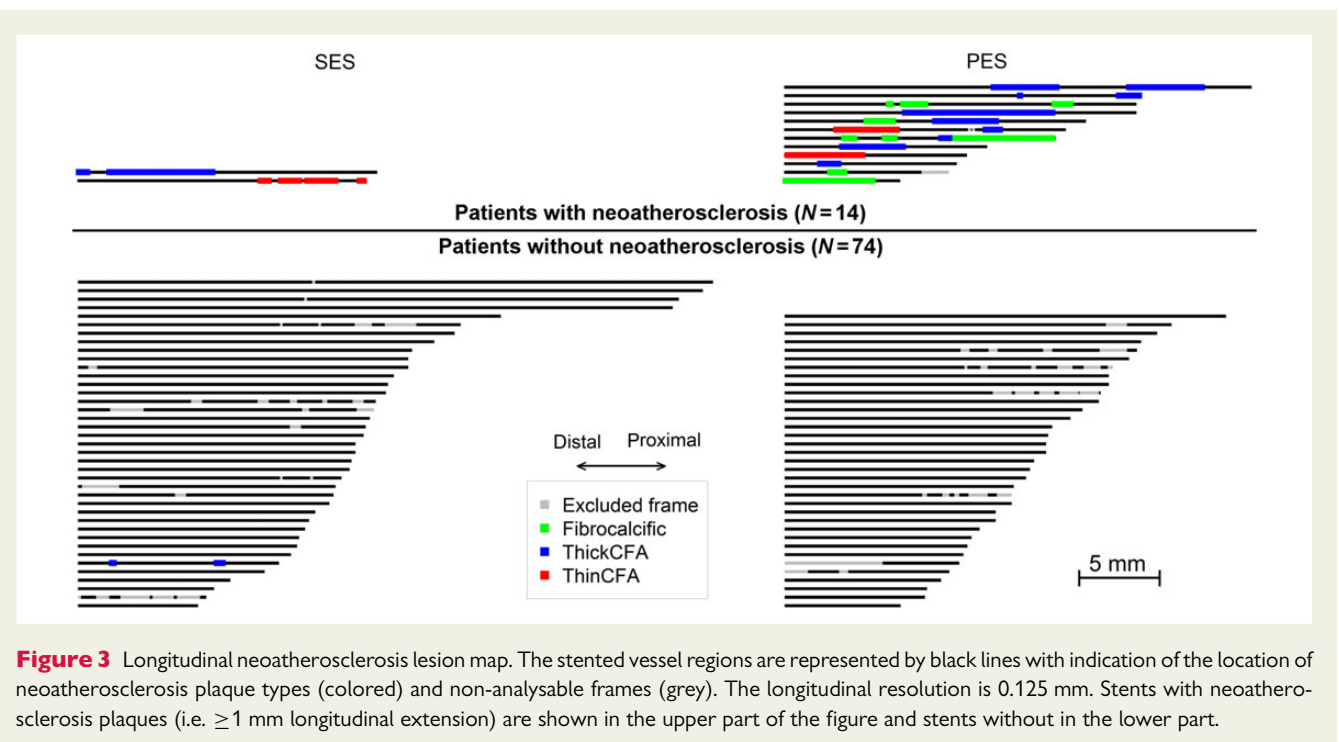 SES
PES
Patients with neoatherosclerosis (N=14)
Patients without neoatherosclerosis (N=74)
Distal Proximal
Excluded frame
Fibrocalcific
ThickCFA
ThinCFA
5 mm
Figure 3 Longitudinal neoatherosclerosis lesion map. The stented vessel regions are represented by black lines with indication of the location of
neoatherosclerosis plaque types (colored) and non-analysable frames (grey). The longitudinal resolution is 0.125 mm. Stents with neoathero-
sclerosis plaques (i.e. ≥1 mm longitudinal extension) are shown in the upper part of the figure and stents without in the lower part.